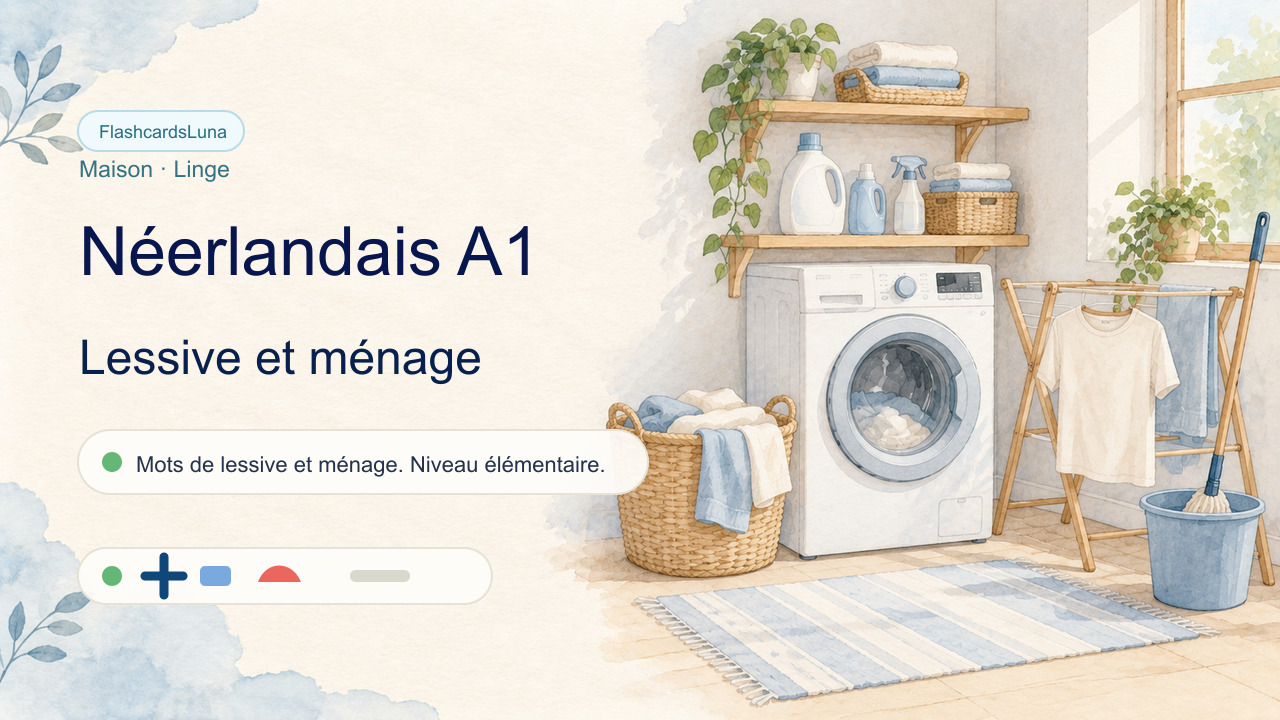 FlashcardsLuna
Maison · Linge
Néerlandais A1
Lessive et ménage
Mots de lessive et ménage. Niveau élémentaire.